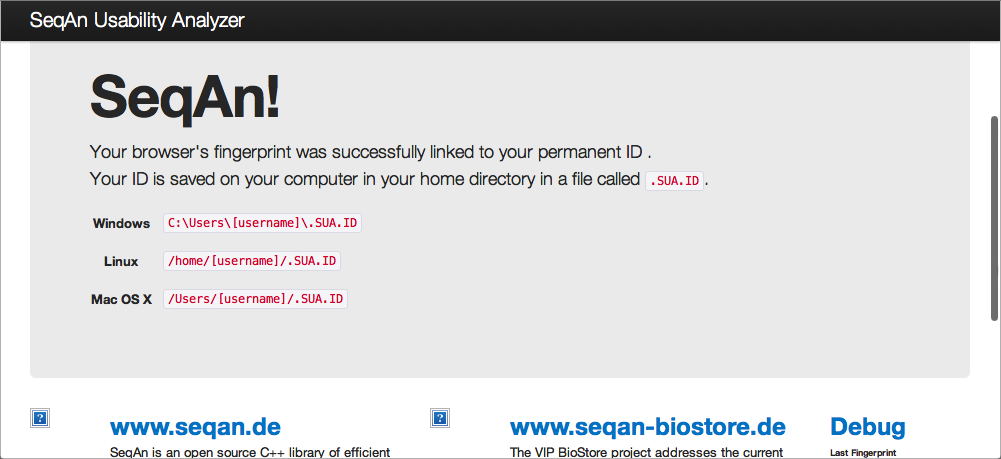 SeqAn Usability Analyzer
SeqAn!
Your browser's fingerprint was successfully linked to your permanent ID .
Your ID is saved on your computer in your home directory in a file called .SUA.ID.
Windows C:\Users\[username]\.SUA.ID
Linux /home/[username]/.SUA.ID
Mac OS X /Users/[username]/.SUA.ID
www.seqan.de
SeqAn is an open source C++ library of efficient
www.seqan-biostore.de
The VIP BioStore project addresses the current
Debug
Last Fingerprint